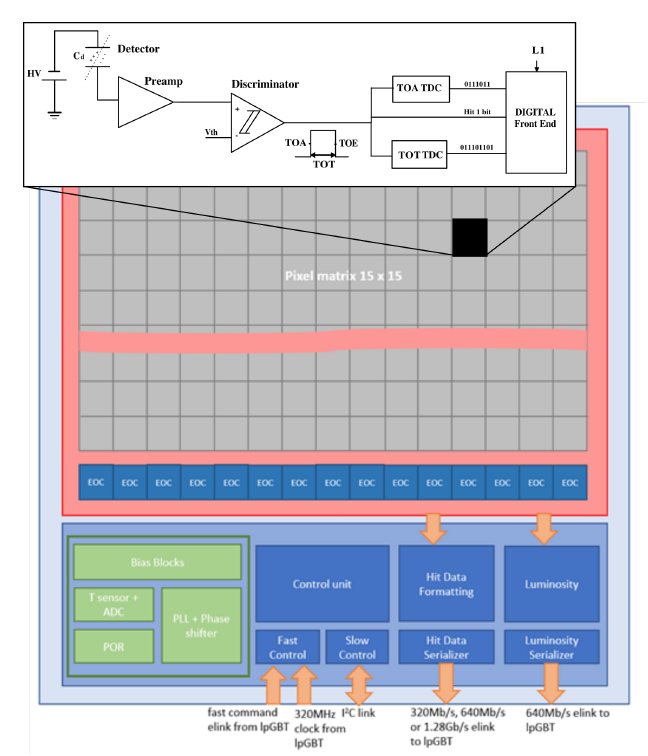 L1
Detector
Cd
HV
Preamp
Discriminator
TOA TDC
0111011
Hit 1 bit
DIGITAL
Front End
+
Vth
-
TOA
TOE
TOT
TOT TDC
011101101
Pixel matrix 15 x 15
EOC EOC EOC EOC EOC EOC EOC EOC EOC EOC EOC EOC EOC EOC EOC
Bias Blocks
T sensor +
ADC
PLL + Phase
shifter
POR
Control unit
Hit Data
Formatting
Luminosity
Fast
Control
Slow
Control
Hit Data
Serializer
Luminosity
Serializer
fast command
elink from lpGBT
320MHz
clock from
lpGBT
I²C link
320Mb/s, 640Mb/s
or 1.28Gb/s elink
to lpGBT
640Mb/s elink to
lpGBT